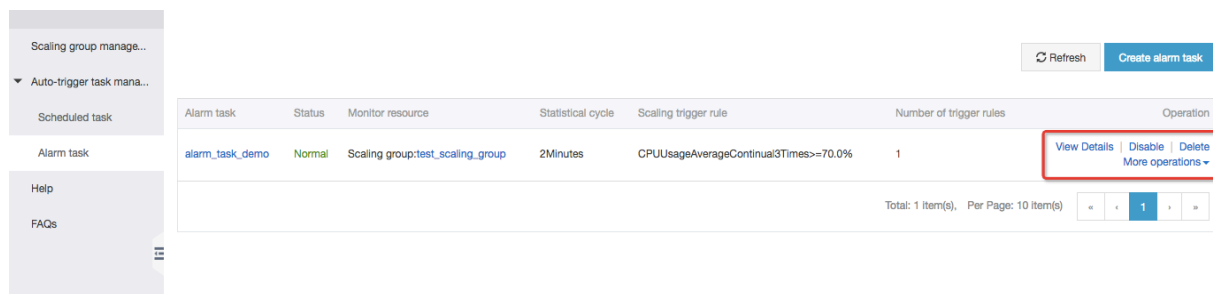 Scaling group manage...
Auto-trigger task mana...
Scheduled task
Alarm task
Help
FAQs
Refresh Create alarm task
Alarm task Status Monitor resource Statistical cycle Scaling trigger rule Number of trigger rules Operation
alarm_task_demo Normal Scaling group:test_scaling_group 2Minutes CPUUsageAverageContinual3Times>=70.0% 1 View Details | Disable | Delete
More operations
Total: 1 item(s), Per Page: 10 item(s) « ‹ 1 › »